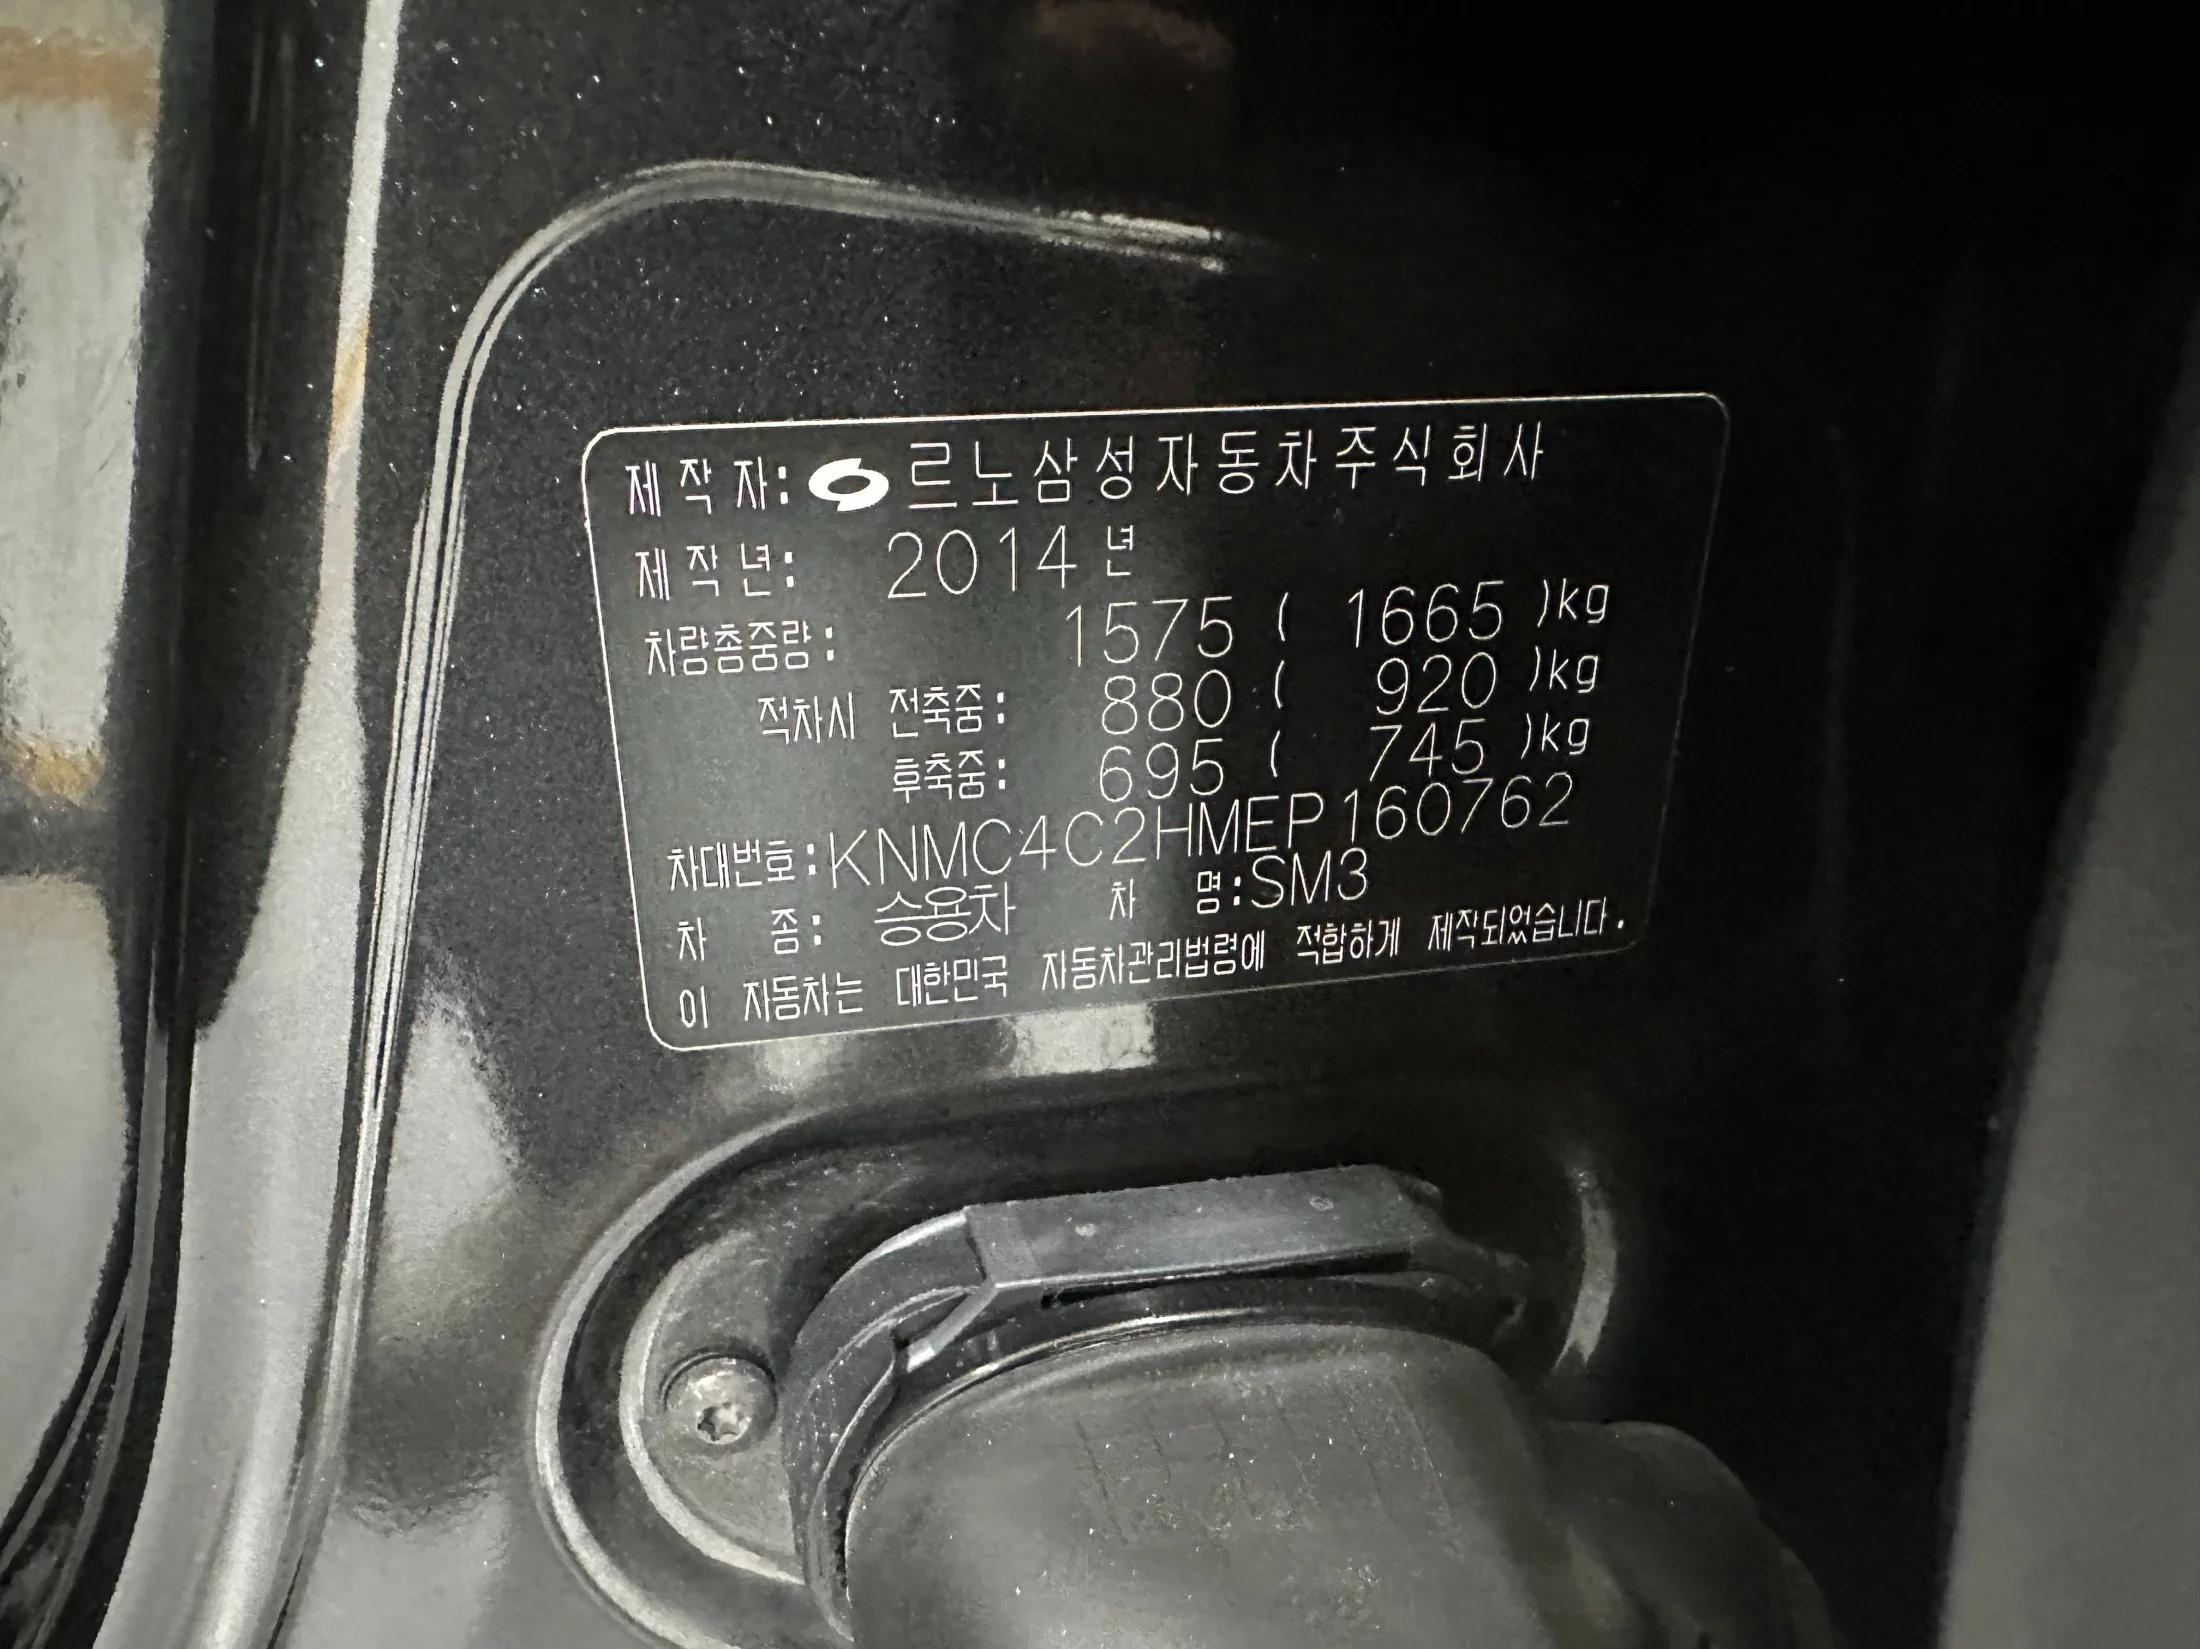 제 작 자: 르노삼성자동차주식회사
제 작 년: 2014 년
차량총중량: 1575 ( 1665 )kg
적차시 전축중: 880 ( 920 )kg
후축중: 695 ( 745 )kg
차대번호:KNMC4C2HMEP160762
차 종: 승용차 차 명:SM3
이 자동차는 대한민국 자동차관리법령에 적합하게 제작되었습니다.